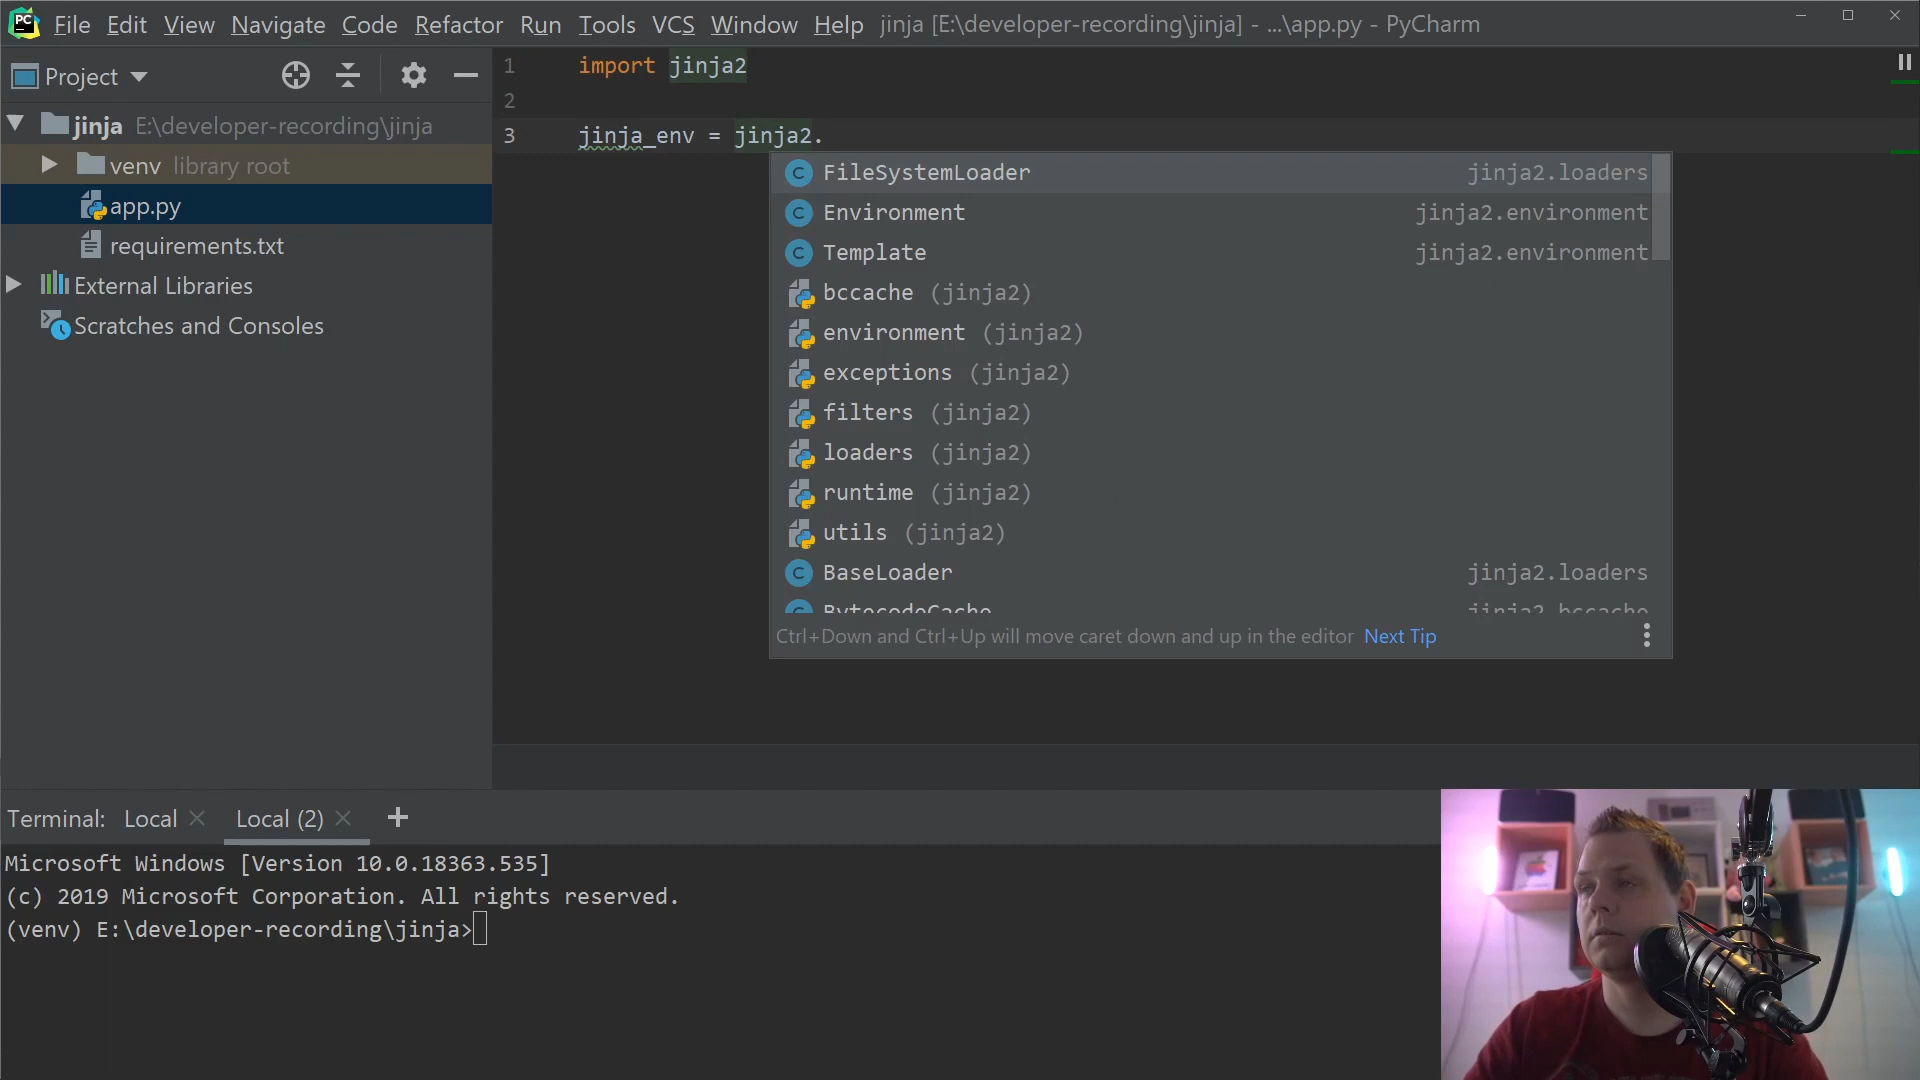 PC File Edit View Navigate Code Refactor Run Tools VCS Window Help jinja [E:\developer-recording\jinja] - ...\app.py - PyCharm
Project
jinja E:\developer-recording\jinja
venv library root
app.py
requirements.txt
External Libraries
Scratches and Consoles
1 import jinja2
2
3 jinja_env = jinja2.
C FileSystemLoader jinja2.loaders
C Environment jinja2.environment
C Template jinja2.environment
bccache (jinja2)
environment (jinja2)
exceptions (jinja2)
filters (jinja2)
loaders (jinja2)
runtime (jinja2)
utils (jinja2)
C BaseLoader jinja2.loaders
C BytecodeCache jinja2.bccache
Ctrl+Down and Ctrl+Up will move caret down and up in the editor Next Tip
Terminal: Local Local (2)
Microsoft Windows [Version 10.0.18363.535]
(c) 2019 Microsoft Corporation. All rights reserved.
(venv) E:\developer-recording\jinja>